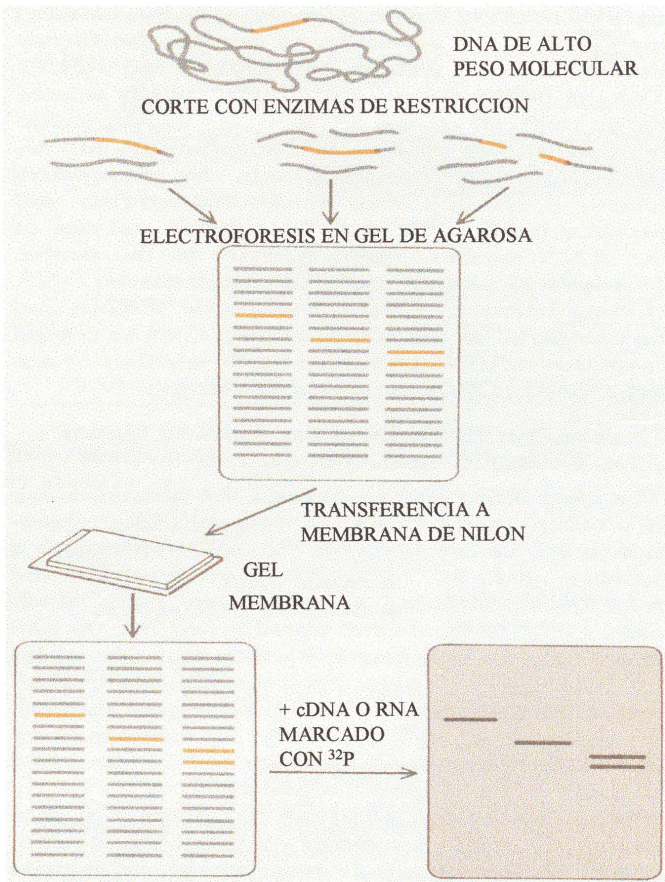 DNA DE ALTO
PESO MOLECULAR
CORTE CON ENZIMAS DE RESTRICCION
ELECTROFORESIS EN GEL DE AGAROSA
TRANSFERENCIA A
MEMBRANA DE NILON
GEL
MEMBRANA
+ cDNA O RNA
MARCADO
CON ³²P